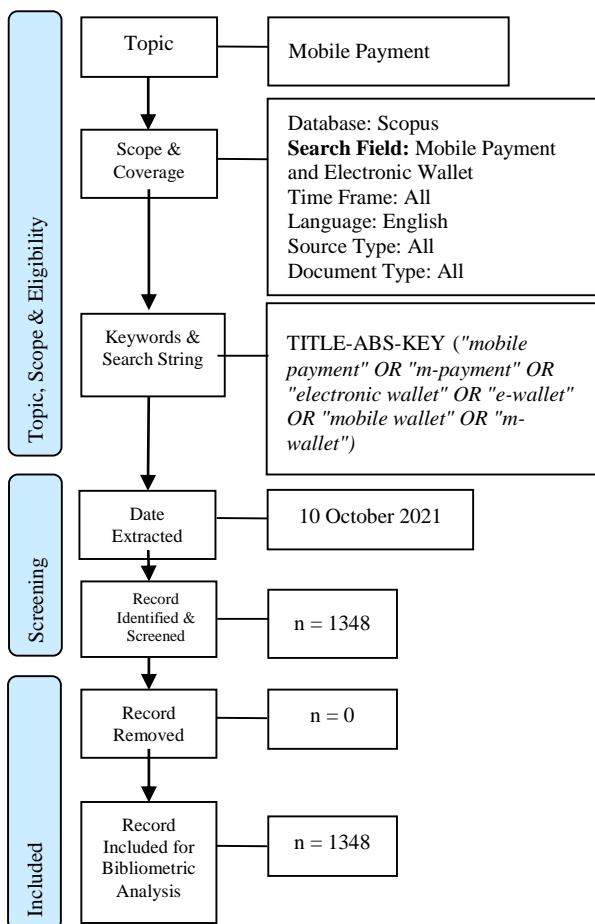 Topic
Mobile Payment
Topic, Scope & Eligibility
Scope &
Coverage
Database: Scopus
Search Field: Mobile Payment
and Electronic Wallet
Time Frame: All
Language: English
Source Type: All
Document Type: All
Keywords &
Search String
TITLE-ABS-KEY ("mobile
payment" OR "m-payment" OR
"electronic wallet" OR "e-wallet"
OR "mobile wallet" OR "m-
wallet")
Screening
Date
Extracted
10 October 2021
Record
Identified &
Screened
n = 1348
Included
Record
Removed
n = 0
Record
Included for
Bibliometric
Analysis
n = 1348